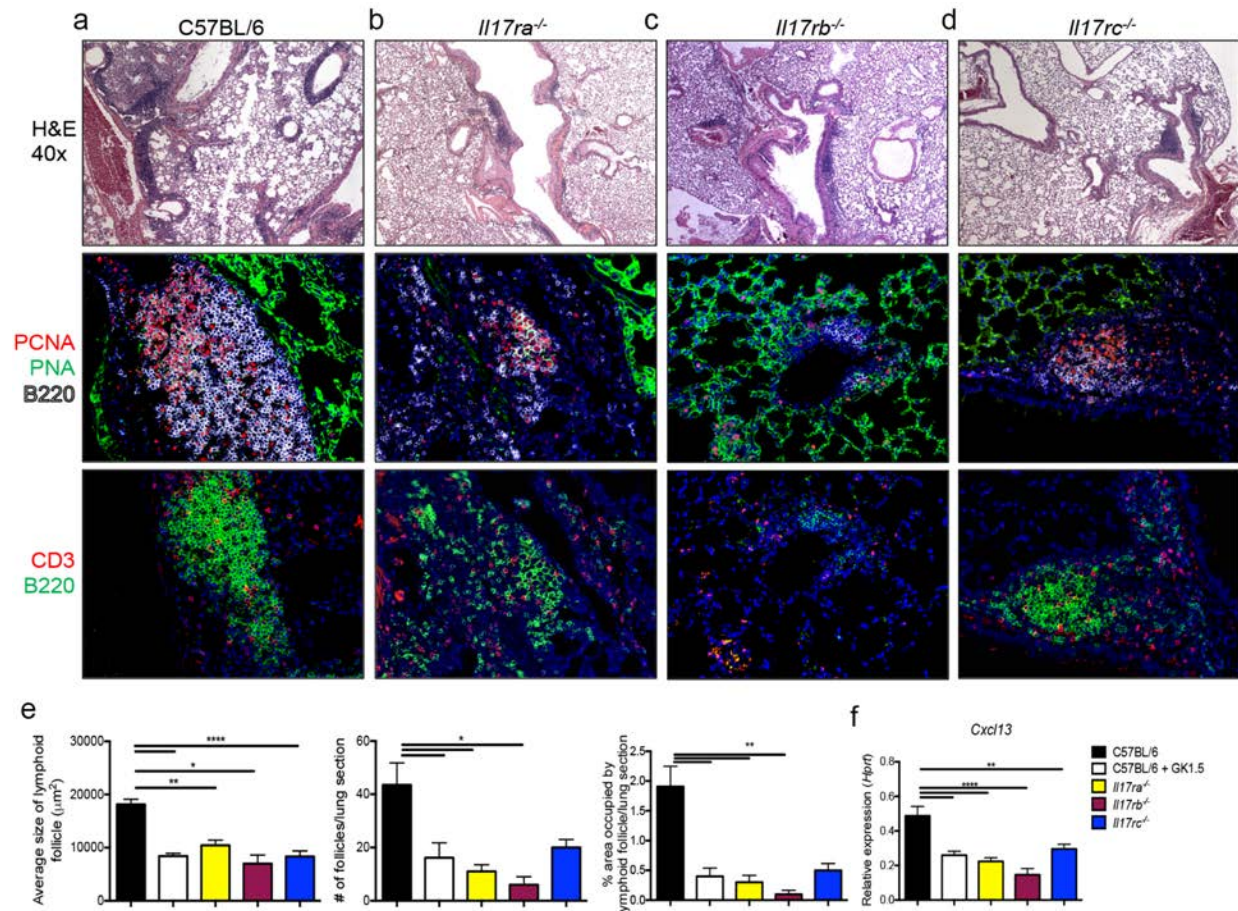 a
C57BL/6
b
Il17ra-/-
c
Il17rb-/-
d
Il17rc-/-
H&E
40x
PCNA
PNA
B220
CD3
B220
e
Average size of lymphoid
follicle (μm²)
30000
20000
10000
0
****
*
**
# of follicles/lung section
60
40
20
0
*
% area occupied by
lymphoid follicle/lung section
2.5
2.0
1.5
1.0
0.5
0.0
**
f
Cxcl13
Relative expression (Hprt)
0.8
0.6
0.4
0.2
0.0
**
****
C57BL/6
C57BL/6 + GK1.5
Il17ra-/-
Il17rb-/-
Il17rc-/-